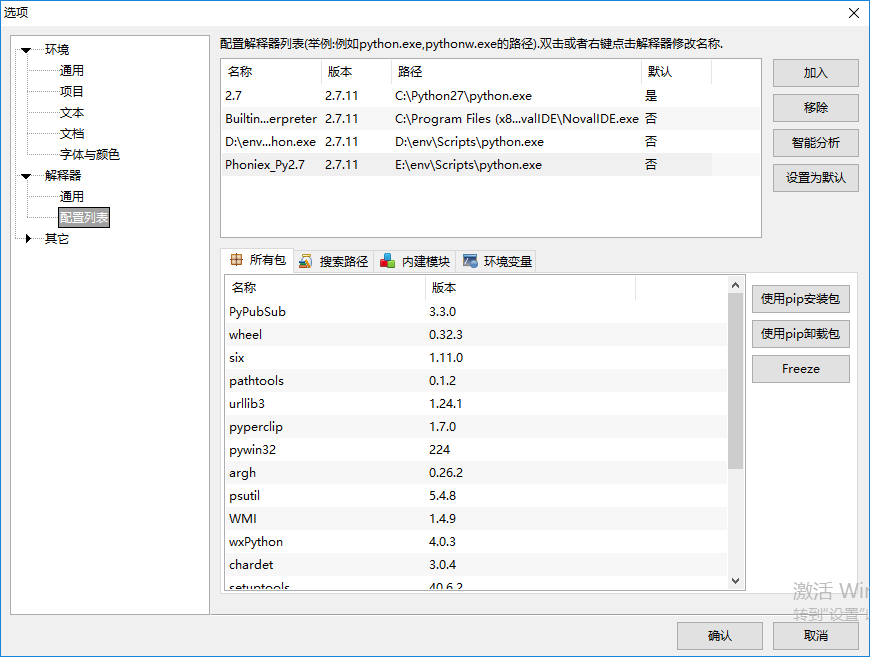 选项
环境
通用
项目
文本
文档
字体与颜色
解释器
通用
配置列表
其它
配置解释器列表(举例:例如python.exe,pythonw.exe的路径).双击或者右键点击解释器修改名称.
名称 版本 路径 默认
2.7 2.7.11 C:\Python27\python.exe 是
Builtin...erpreter 2.7.11 C:\Program Files (x8...valIDE\NovalIDE.exe 否
D:\env...hon.exe 2.7.11 D:\env\Scripts\python.exe 否
Phoniex_Py2.7 2.7.11 E:\env\Scripts\python.exe 否
加入
移除
智能分析
设置为默认
所有包 搜索路径 内建模块 环境变量
名称 版本
PyPubSub 3.3.0
wheel 0.32.3
six 1.11.0
pathtools 0.1.2
urllib3 1.24.1
pyperclip 1.7.0
pywin32 224
argh 0.26.2
psutil 5.4.8
WMI 1.4.9
wxPython 4.0.3
chardet 3.0.4
setuptools 40.6.2
使用pip安装包
使用pip卸载包
Freeze
激活 Win
转到"设置"
确认 取消